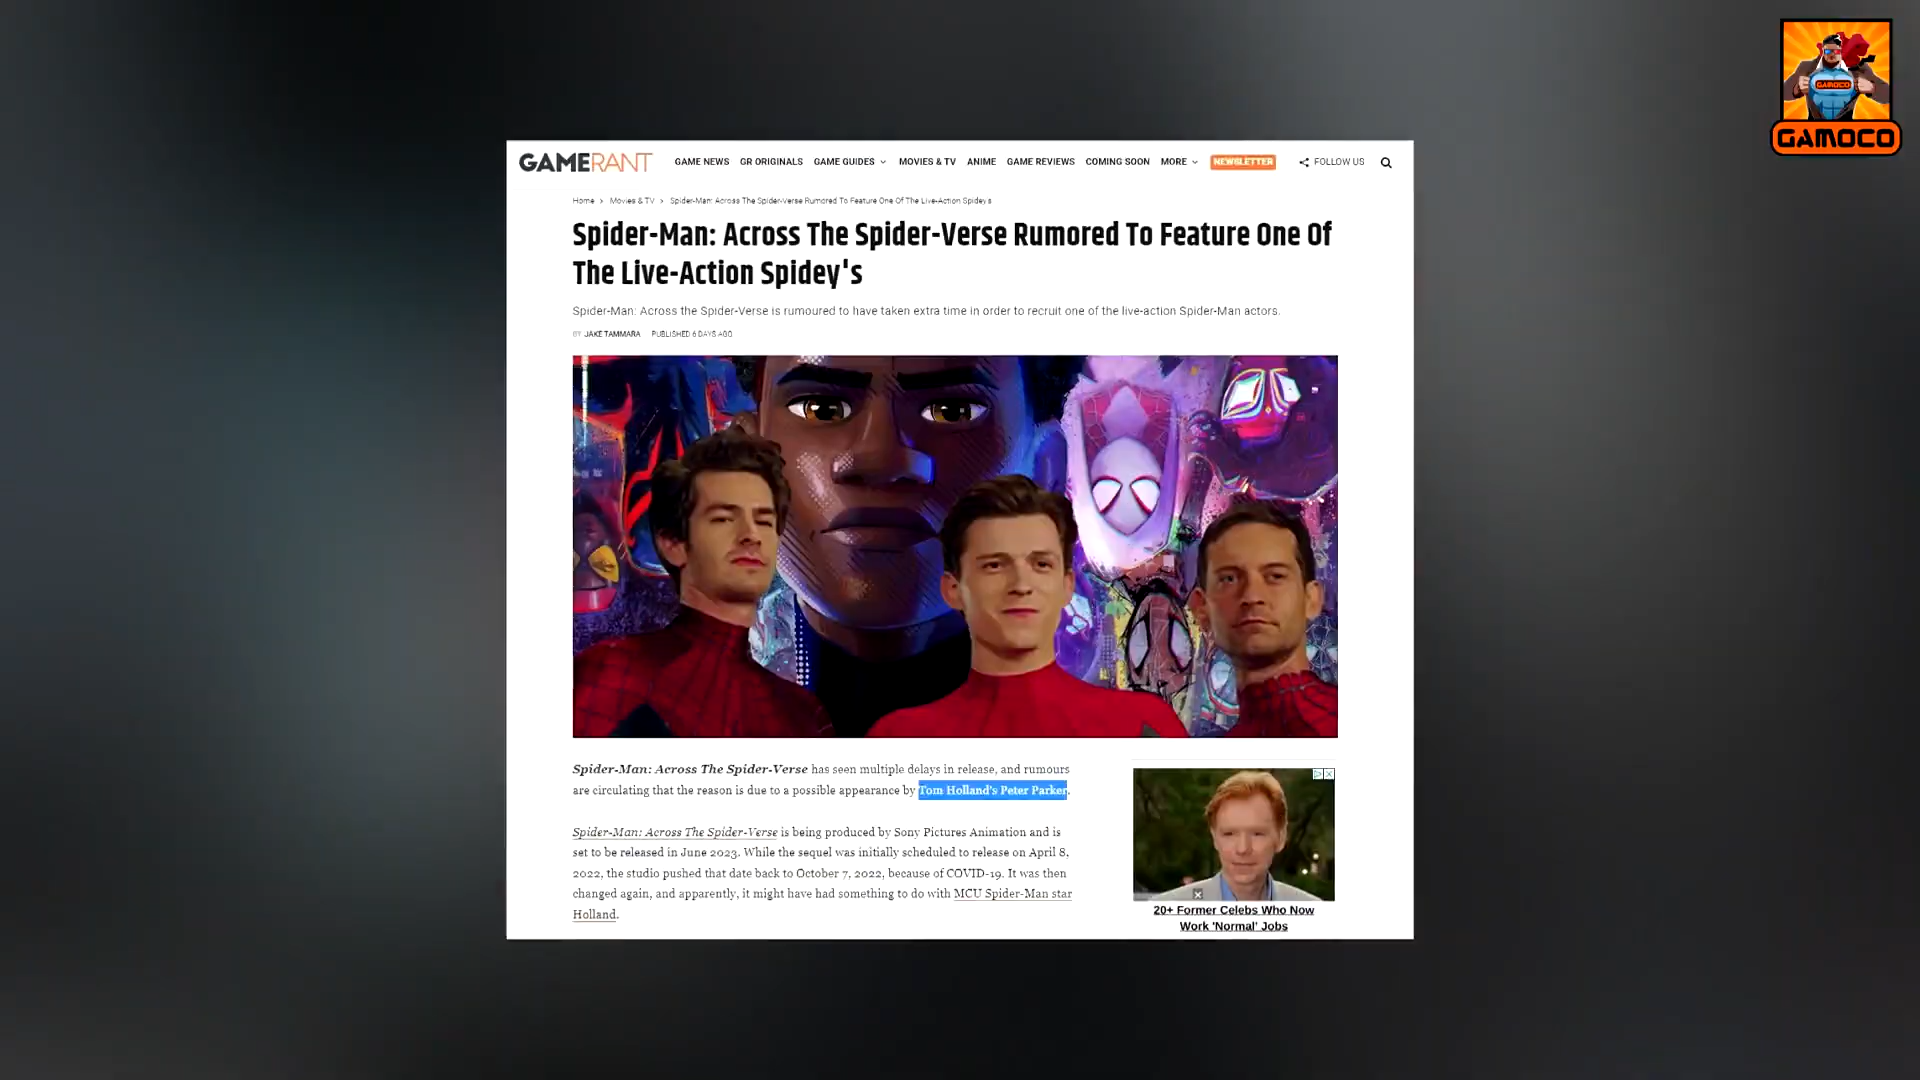 GAMOCO
GAMOCO
GAMERANT
GAME NEWS GR ORIGINALS GAME GUIDES MOVIES & TV ANIME GAME REVIEWS COMING SOON MORE NEWSLETTER FOLLOW US
Home > Movies & TV > Spider-Man: Across The Spider-Verse Rumored To Feature One Of The Live-Action Spidey's
Spider-Man: Across The Spider-Verse Rumored To Feature One Of
The Live-Action Spidey's
Spider-Man: Across the Spider-Verse is rumoured to have taken extra time in order to recruit one of the live-action Spider-Man actors.
BY JAKE TAMMARA PUBLISHED 6 DAYS AGO
Spider-Man: Across The Spider-Verse has seen multiple delays in release, and rumours
are circulating that the reason is due to a possible appearance by Tom Holland's Peter Parker.
Spider-Man: Across The Spider-Verse is being produced by Sony Pictures Animation and is
set to be released in June 2023. While the sequel was initially scheduled to release on April 8,
2022, the studio pushed that date back to October 7, 2022, because of COVID-19. It was then
changed again, and apparently, it might have had something to do with MCU Spider-Man star
Holland.
20+ Former Celebs Who Now
Work 'Normal' Jobs